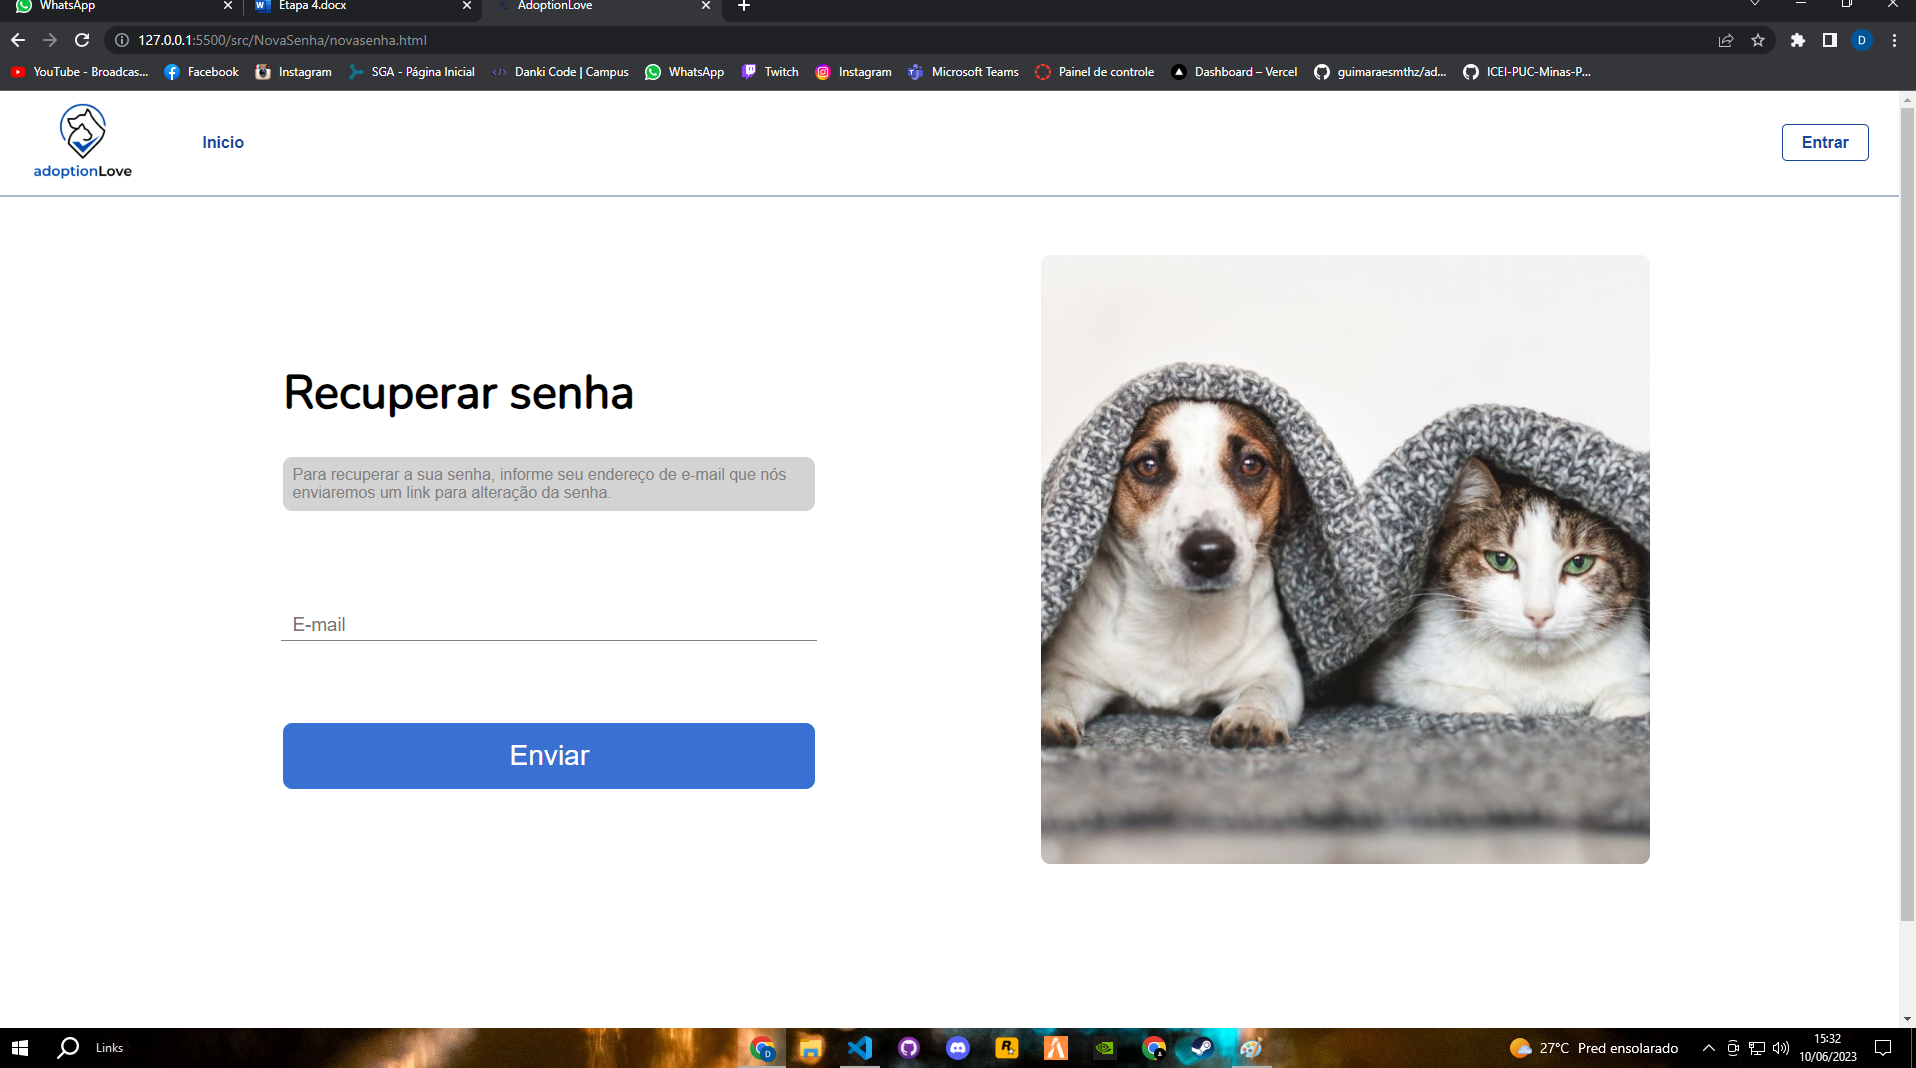 WhatsApp
Etapa 4.docx
AdoptionLove
127.0.0.1:5500/src/NovaSenha/novasenha.html
D
YouTube - Broadcas...
Facebook
Instagram
SGA - Página Inicial
Danki Code | Campus
WhatsApp
Twitch
Instagram
Microsoft Teams
Painel de controle
Dashboard – Vercel
guimaraesmthz/ad...
ICEI-PUC-Minas-P...
adoptionLove
Inicio
Entrar
Recuperar senha
Para recuperar a sua senha, informe seu endereço de e-mail que nós
enviaremos um link para alteração da senha.
E-mail
Enviar
Links
27°C Pred ensolarado
15:32
10/06/2023